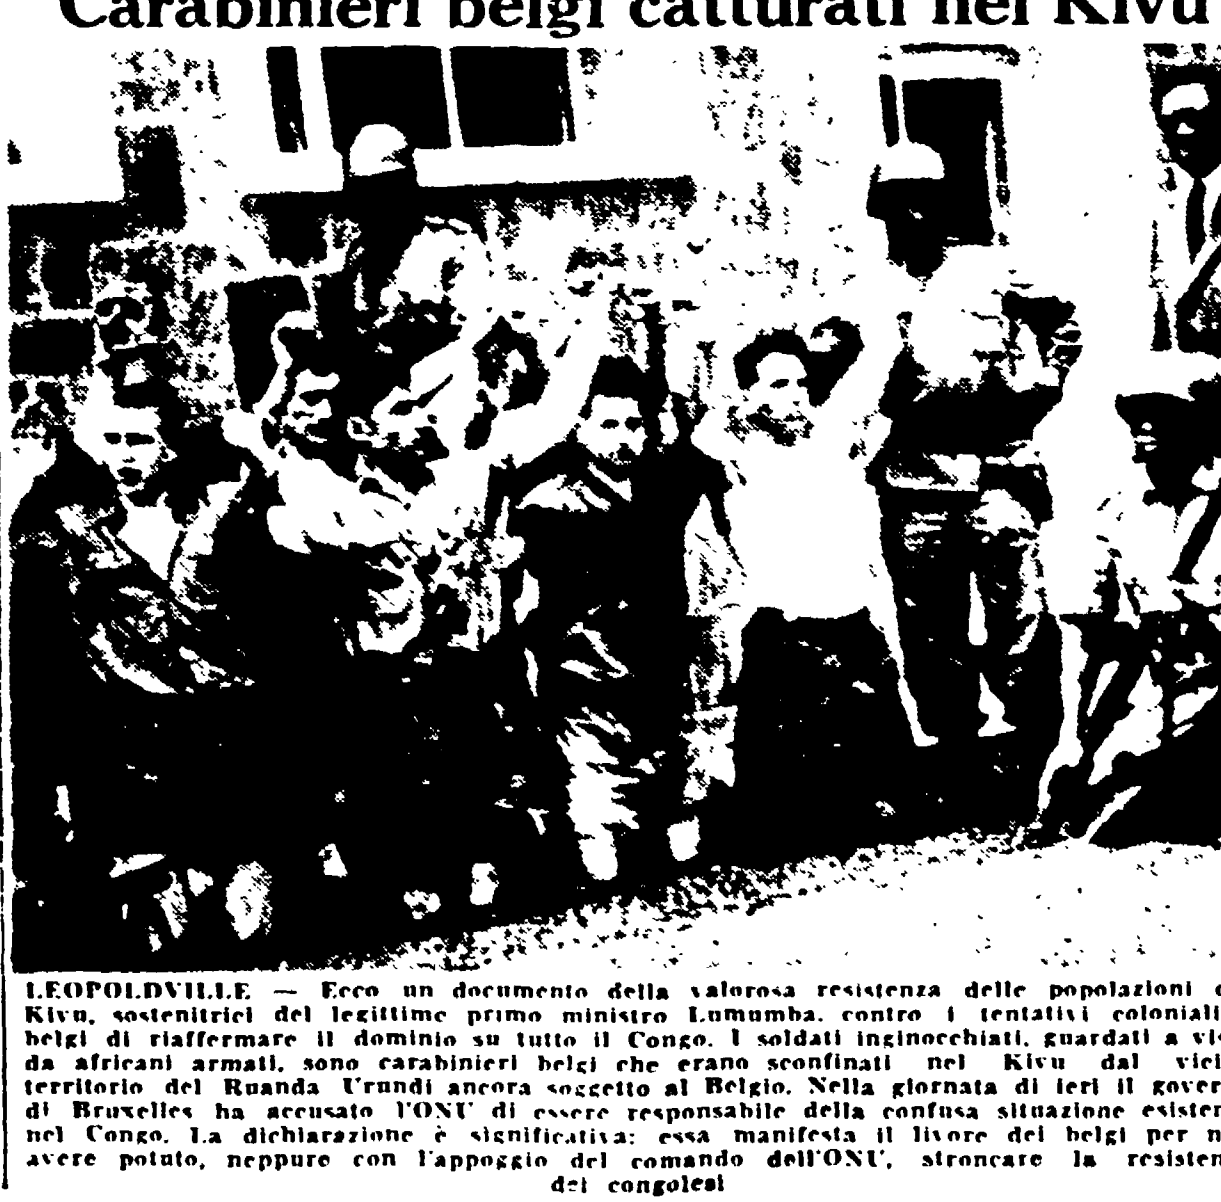 Carabinieri belgi catturati nel Kivu
LEOPOLDVILLE — Ecco un documento della valorosa resistenza delle popolazioni
Kivu, sostenitrici del legittimo primo ministro Lumumba, contro i tentativi coloniali
belgi di riaffermare il dominio su tutto il Congo. I soldati inginocchiati, guardati a vis
da africani armati, sono carabinieri belgi che erano sconfinati nel Kivu dal vici
territorio del Ruanda Urundi ancora soggetto al Belgio. Nella giornata di ieri il gover
di Bruxelles ha accusato l'ONU di essere responsabile della confusa situazione esisten
nel Congo. La dichiarazione è significativa: essa manifesta il livore dei belgi per n
avere potuto, neppure con l'appoggio del comando dell'ONU, stroncare la resisten
dei congolesi